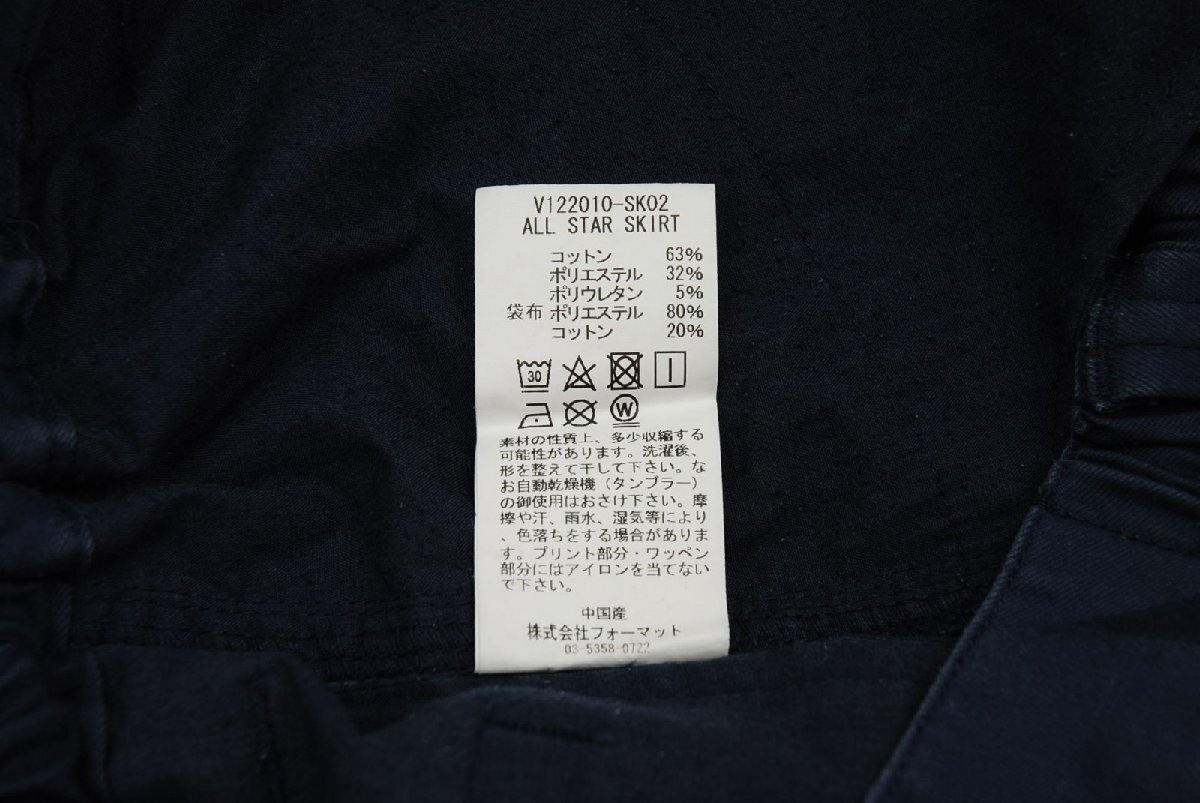 V122010-SK02
ALL STAR SKIRT
コットン 63%
ポリエステル 32%
ポリウレタン 5%
袋布 ポリエステル 80%
コットン 20%
30
W
素材の性質上、多少収縮する
可能性があります。洗濯後、
形を整えて干して下さい。な
お自動乾燥機（タンブラー）
の御使用はおさけ下さい。摩
擦や汗、雨水、湿気等により
、色落ちをする場合がありま
す。プリント部分・ワッペン
部分にはアイロンを当てない
で下さい。
中国産
株式会社フォーマット
03-5358-0722